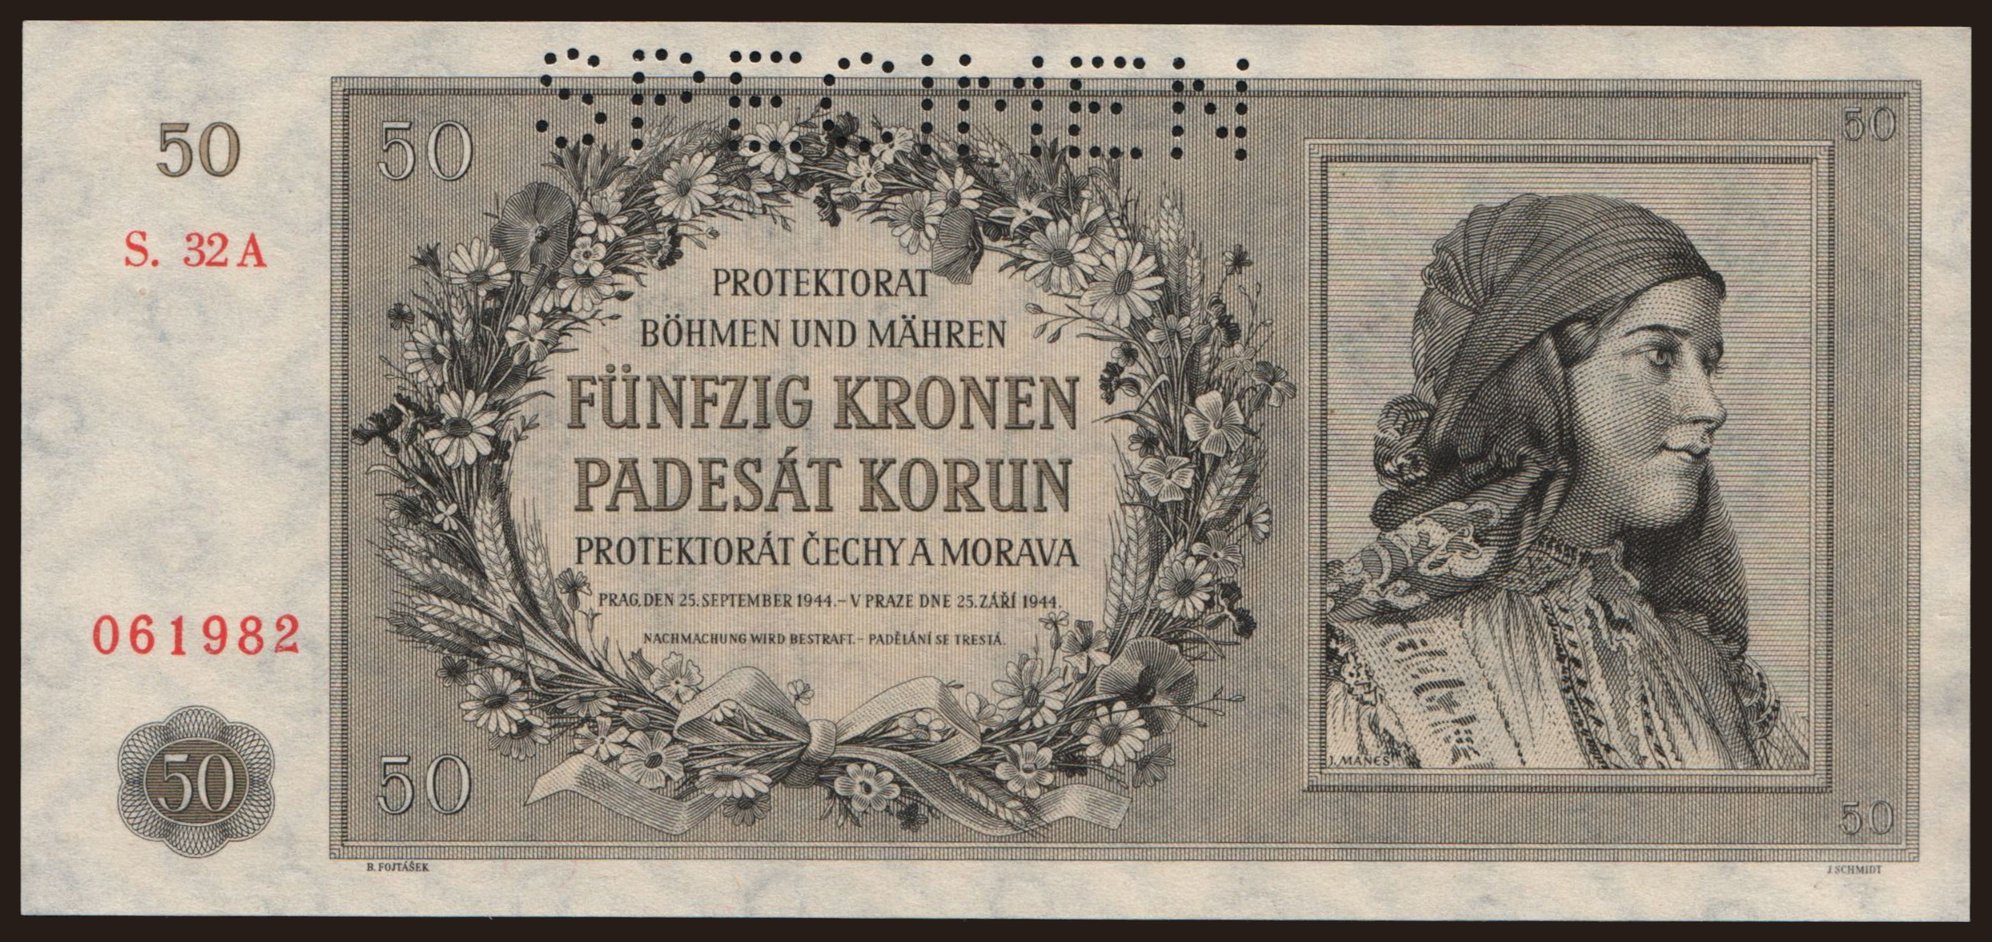 SPECIMEN
50
50
50
S. 32 A
PROTEKTORAT
BÖHMEN UND MÄHREN
FÜNFZIG KRONEN
PADESÁT KORUN
PROTEKTORÁT ČECHY A MORAVA
PRAG, DEN 25. SEPTEMBER 1944. – V PRAZE DNE 25. ZÁŘÍ 1944.
NACHMACHUNG WIRD BESTRAFT. – PADĚLÁNÍ SE TRESTÁ.
061982
50
50
J. MÁNES
50
B. FOJTÁŠEK
J. SCHMIDT